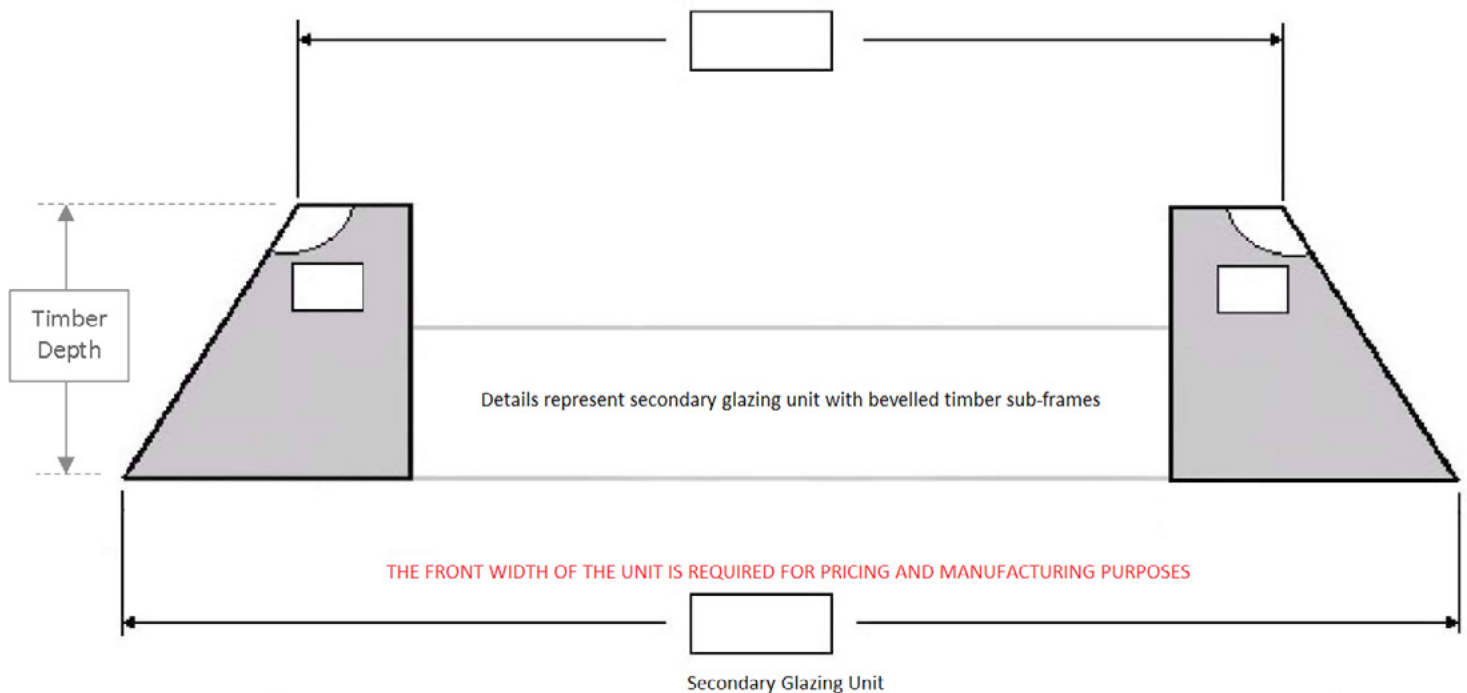 Timber
Depth
Details represent secondary glazing unit with bevelled timber sub-frames
THE FRONT WIDTH OF THE UNIT IS REQUIRED FOR PRICING AND MANUFACTURING PURPOSES
Secondary Glazing Unit